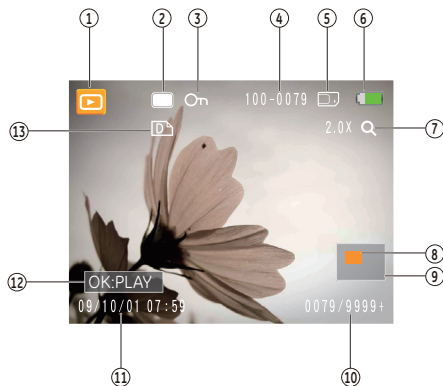 ① ② ③ ④ ⑤ ⑥
100-0079
⑬ 2.0X ⑦
D
⑧
⑨
⑫ OK:PLAY
09/10/01 07:59 0079/9999+
⑪ ⑩